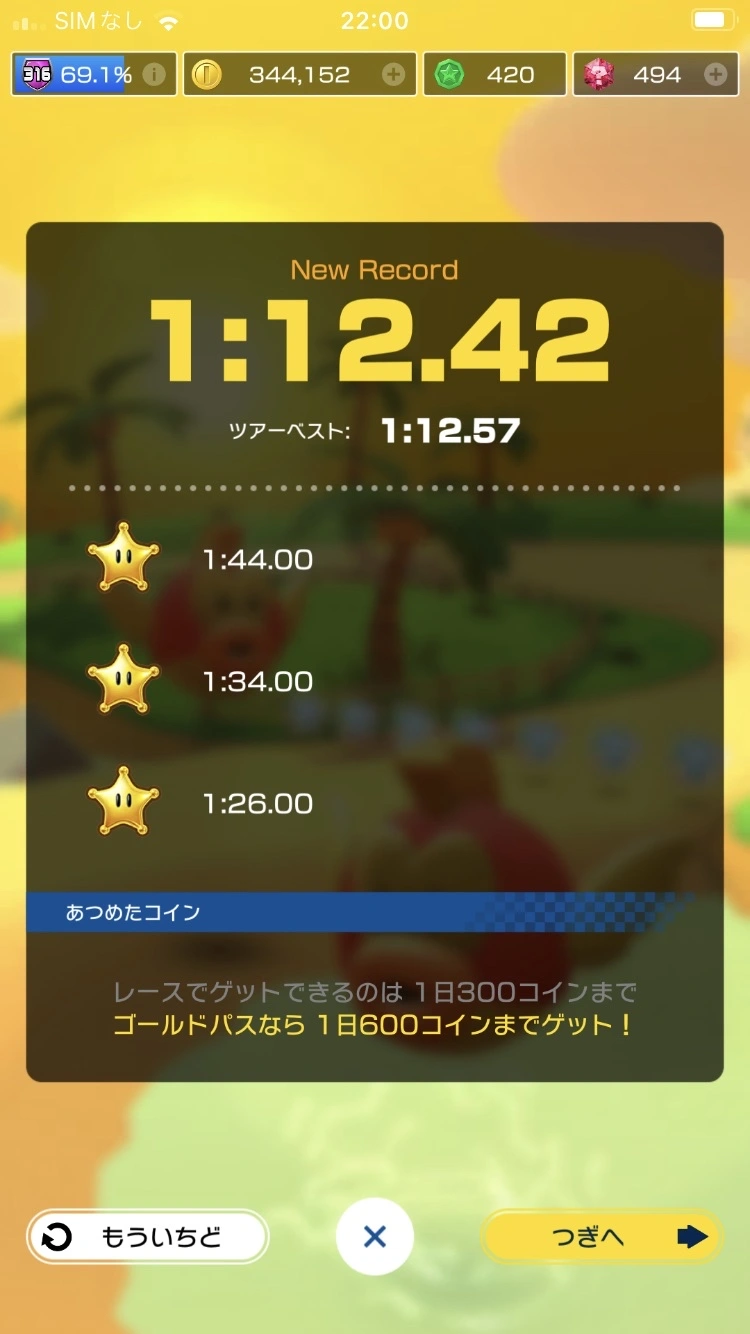 SIMなし 22:00
316 69.1% 344,152 420 494
New Record
1:12.42
ツアーベスト: 1:12.57
1:44.00
1:34.00
1:26.00
あつめたコイン
レースでゲットできるのは 1日300コインまで
ゴールドパスなら 1日600コインまでゲット！
もういちど つぎへ